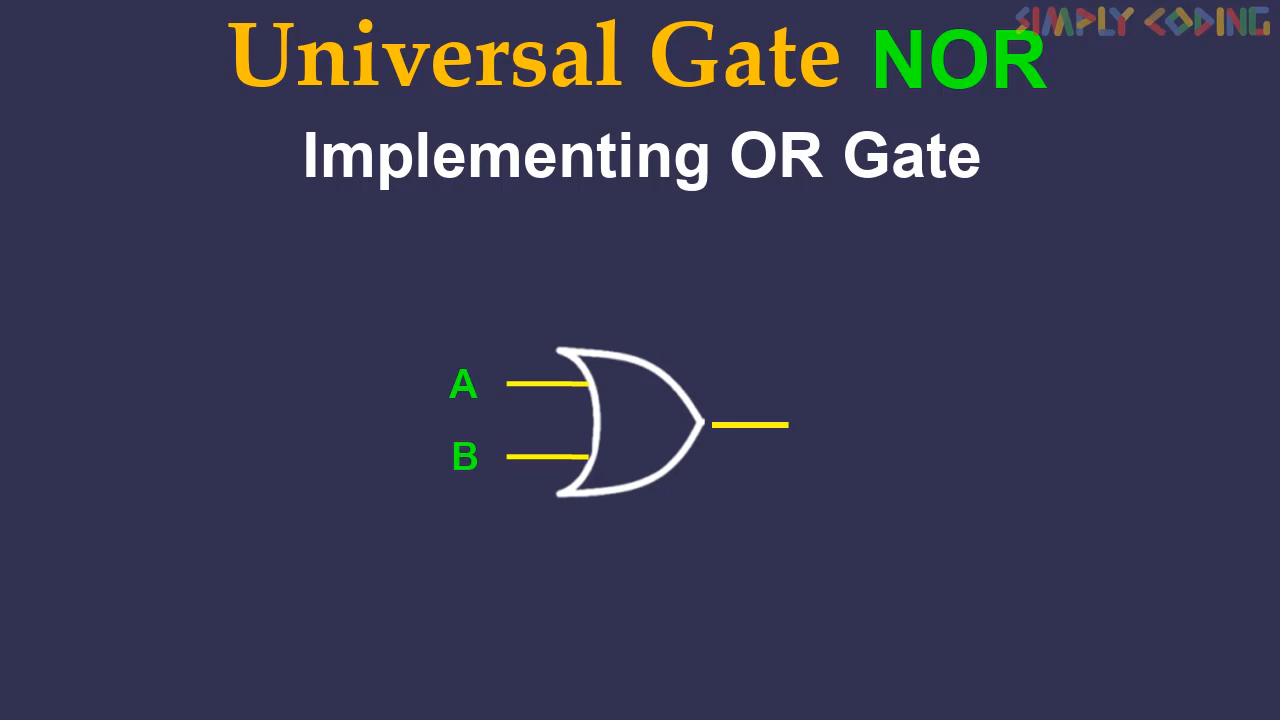 SIMPLY CODING
Universal Gate NOR
Implementing OR Gate
A
B